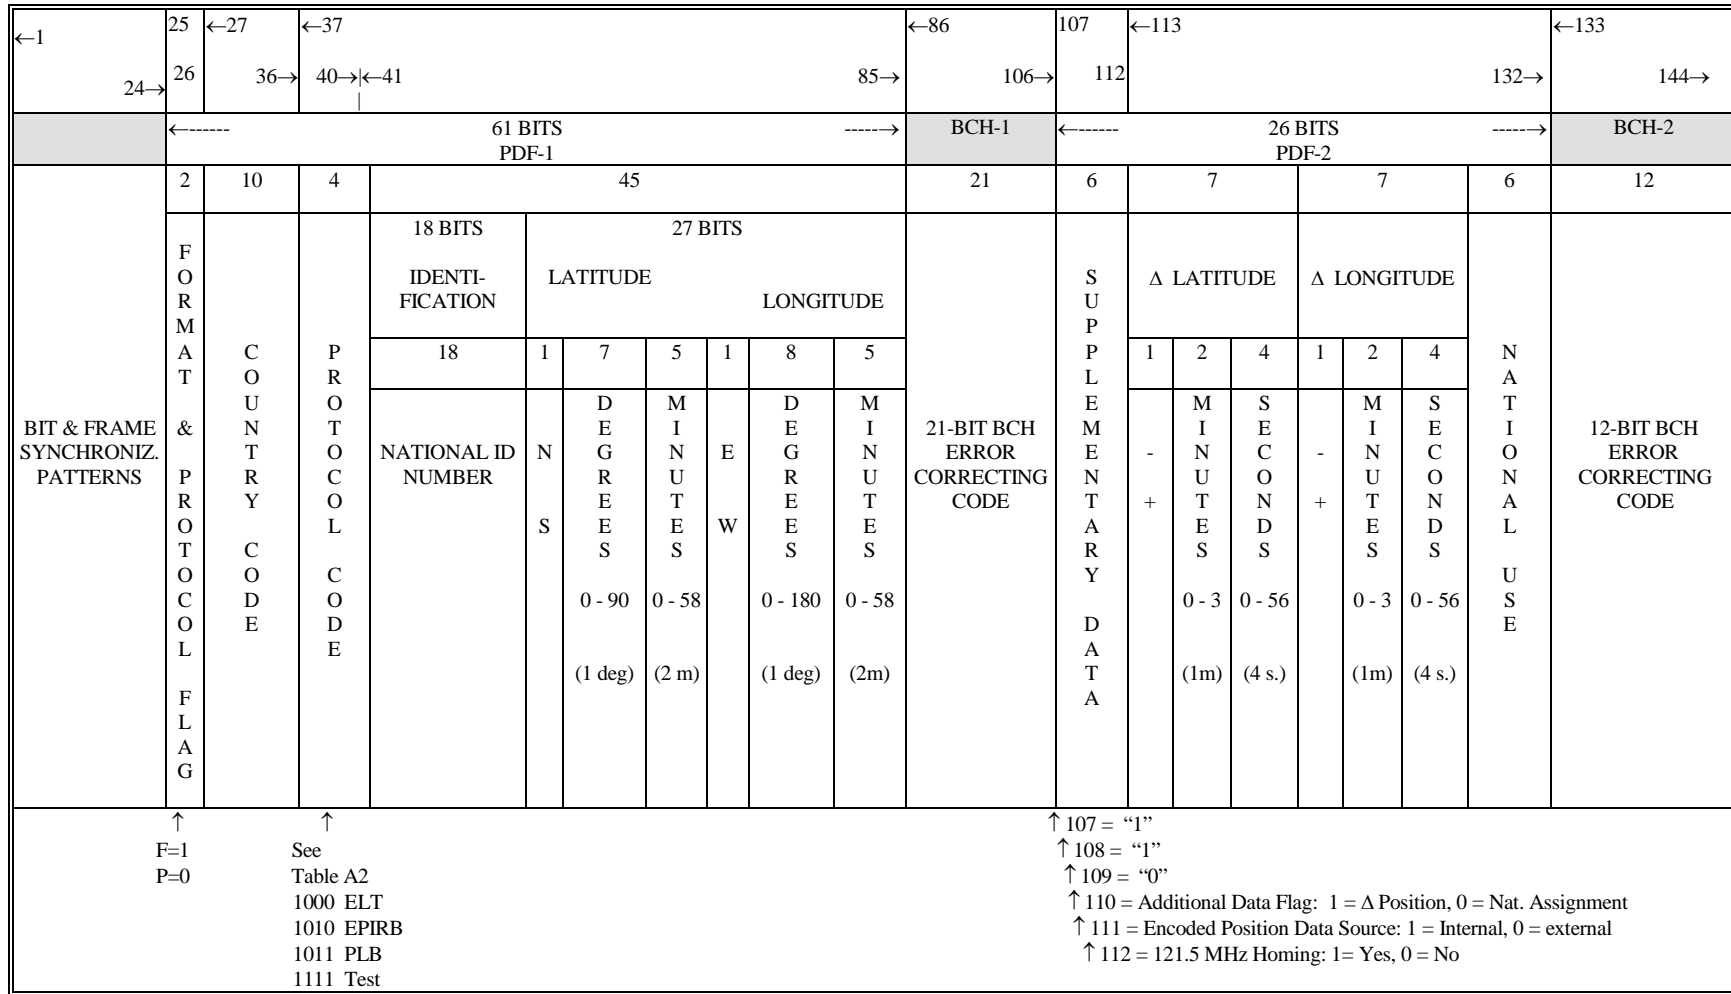 ←1 25 ←27 ←37 ←86 107 ←113 ←133
24→ 26 36→ 40→|←41 85→ 106→ 112 132→ 144→
|
←------ 61 BITS -----→ BCH-1 ←------ 26 BITS -----→ BCH-2
PDF-1 PDF-2
2 10 4 45 21 6 7 7 6 12
18 BITS 27 BITS
IDENTI-
FICATION
LATITUDE
LONGITUDE
Δ LATITUDE
Δ LONGITUDE
18 1 7 5 1 8 5 1 2 4 1 2 4
BIT & FRAME
SYNCHRONIZ.
PATTERNS
FORMAT & PROTOCOL FLAG
COUNTRY CODE
PROTOCOL CODE
NATIONAL ID
NUMBER
N
S
DEGREES
0 - 90
(1 deg)
MINUTES
0 - 58
(2 m)
E
W
DEGREES
0 - 180
(1 deg)
MINUTES
0 - 58
(2m)
21-BIT BCH
ERROR
CORRECTING
CODE
SUPPLEMENTARY DATA
-
+
MINUTES
0 - 3
(1m)
SECONDS
0 - 56
(4 s.)
-
+
MINUTES
0 - 3
(1m)
SECONDS
0 - 56
(4 s.)
NATIONAL USE
12-BIT BCH
ERROR
CORRECTING
CODE
↑
F=1
P=0
↑
See
Table A2
1000 ELT
1010 EPIRB
1011 PLB
1111 Test
↑ 107 = “1”
↑ 108 = “1”
↑ 109 = “0”
↑ 110 = Additional Data Flag: 1 = Δ Position, 0 = Nat. Assignment
↑ 111 = Encoded Position Data Source: 1 = Internal, 0 = external
↑ 112 = 121.5 MHz Homing: 1= Yes, 0 = No